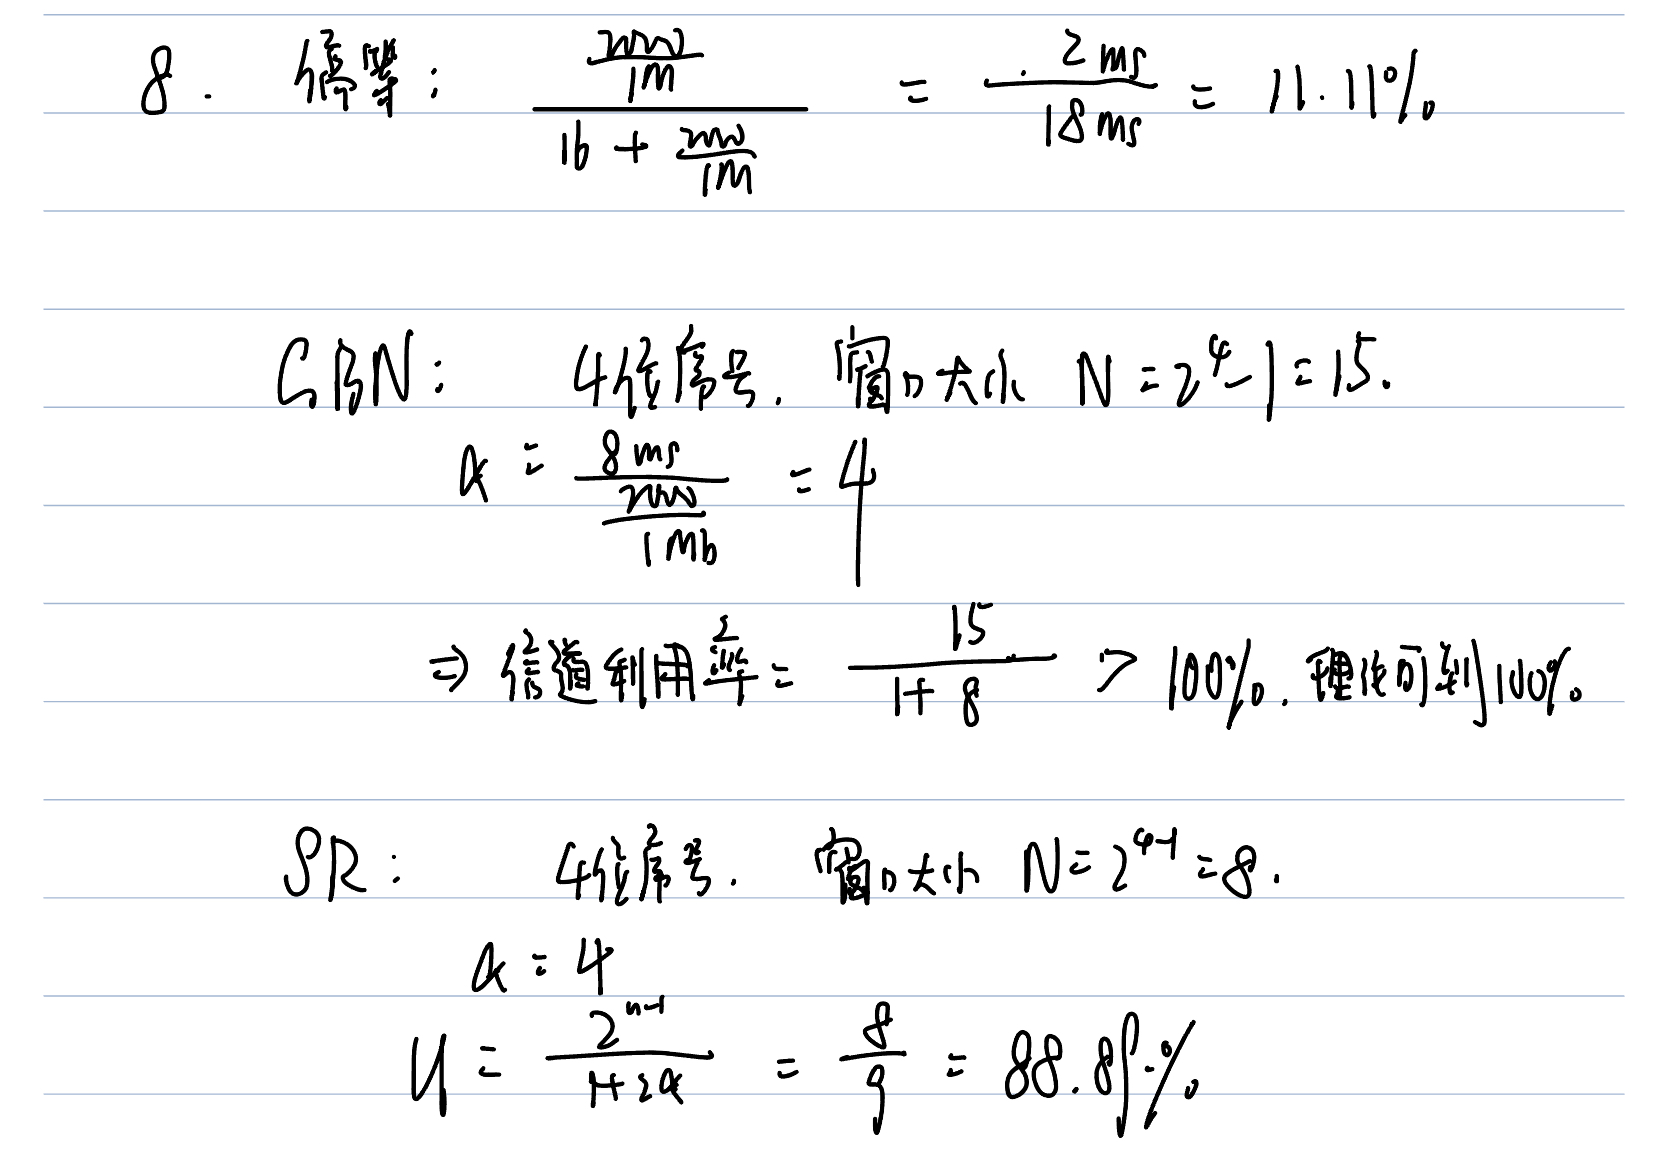 8. 停等: \frac{\frac{2000}{1M}}{16 + \frac{2000}{1M}} = \frac{2ms}{18ms} = 11.11%
GBN: 4位序号. 窗口大小 N = 2^4 - 1 = 15.
a = \frac{8ms}{\frac{2000}{1Mb}} = 4
⇒ 信道利用率 = \frac{15}{1+8} > 100%. 理论可到100%.
SR: 4位序号. 窗口大小 N = 2^{4-1} = 8.
a = 4
U = \frac{2^{n-1}}{1+2a} = \frac{8}{9} = 88.89%